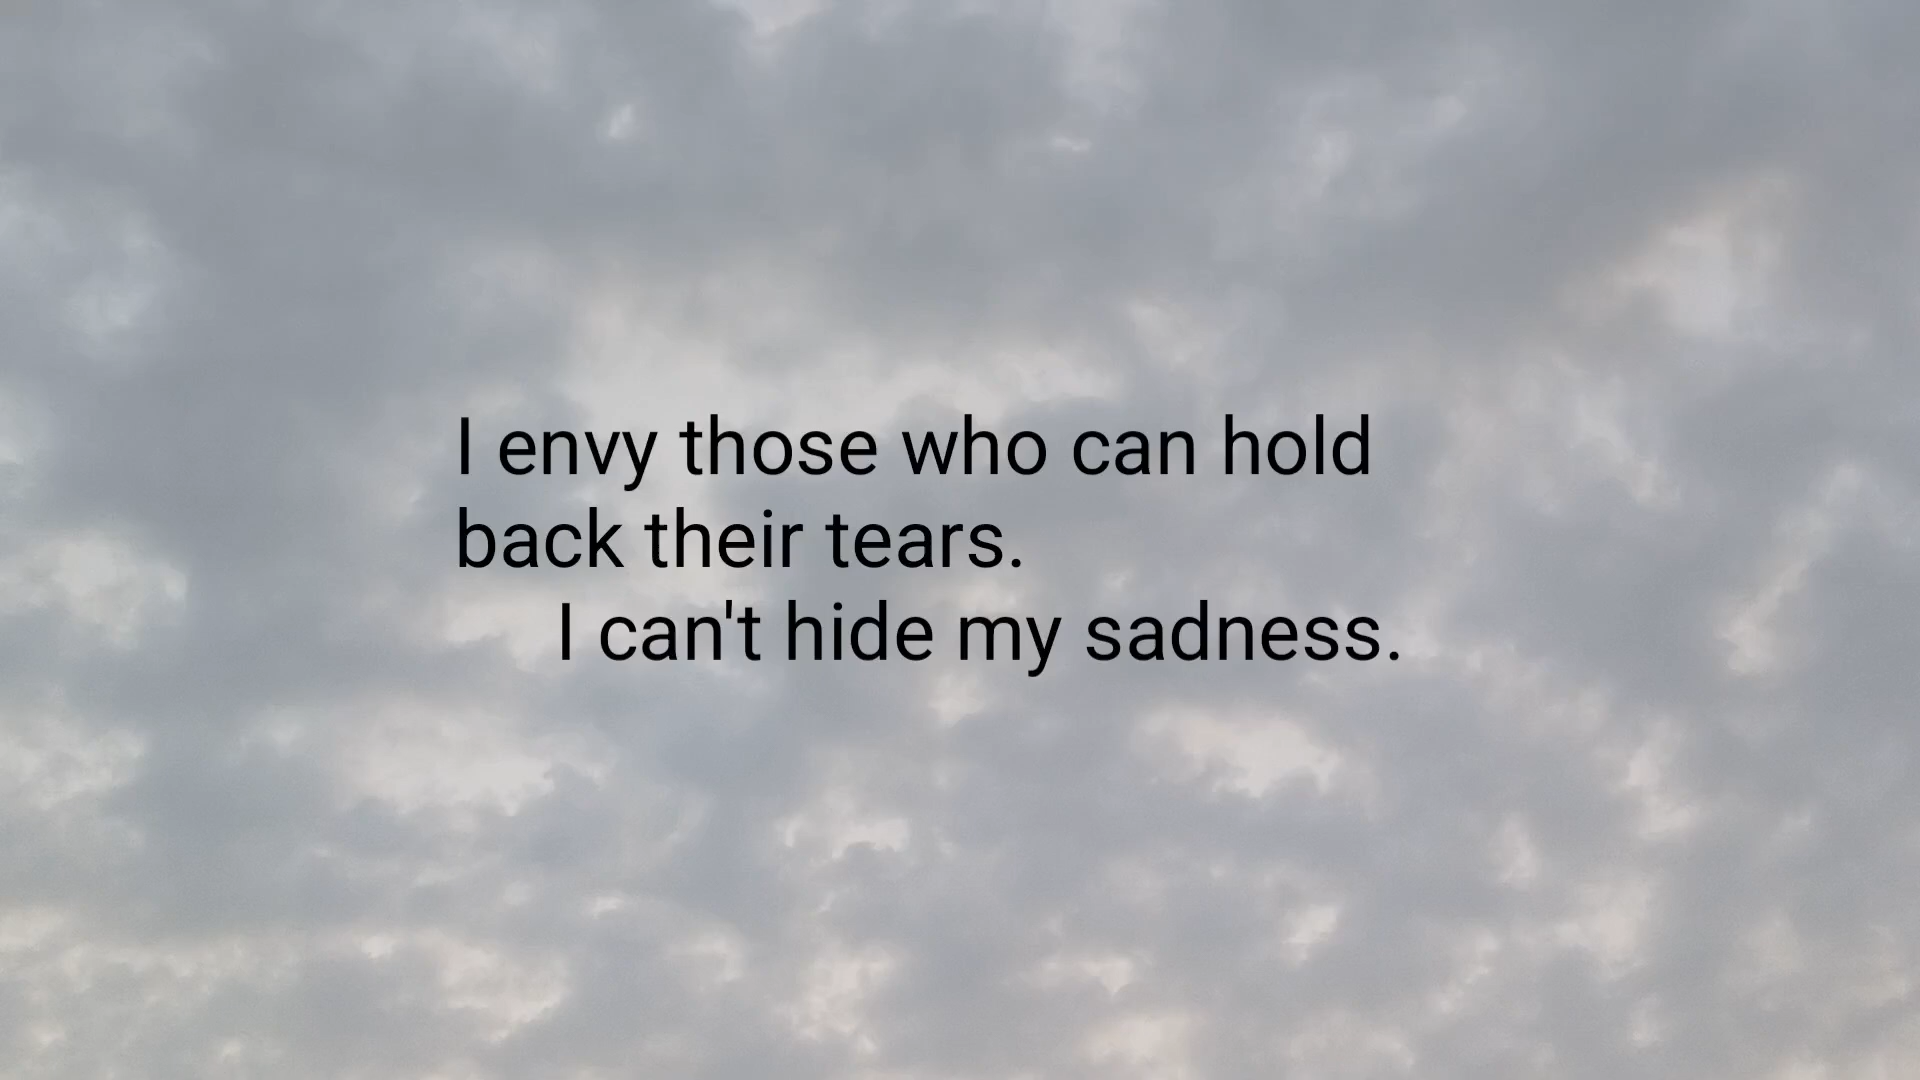 I envy those who can hold
back their tears.
I can't hide my sadness.